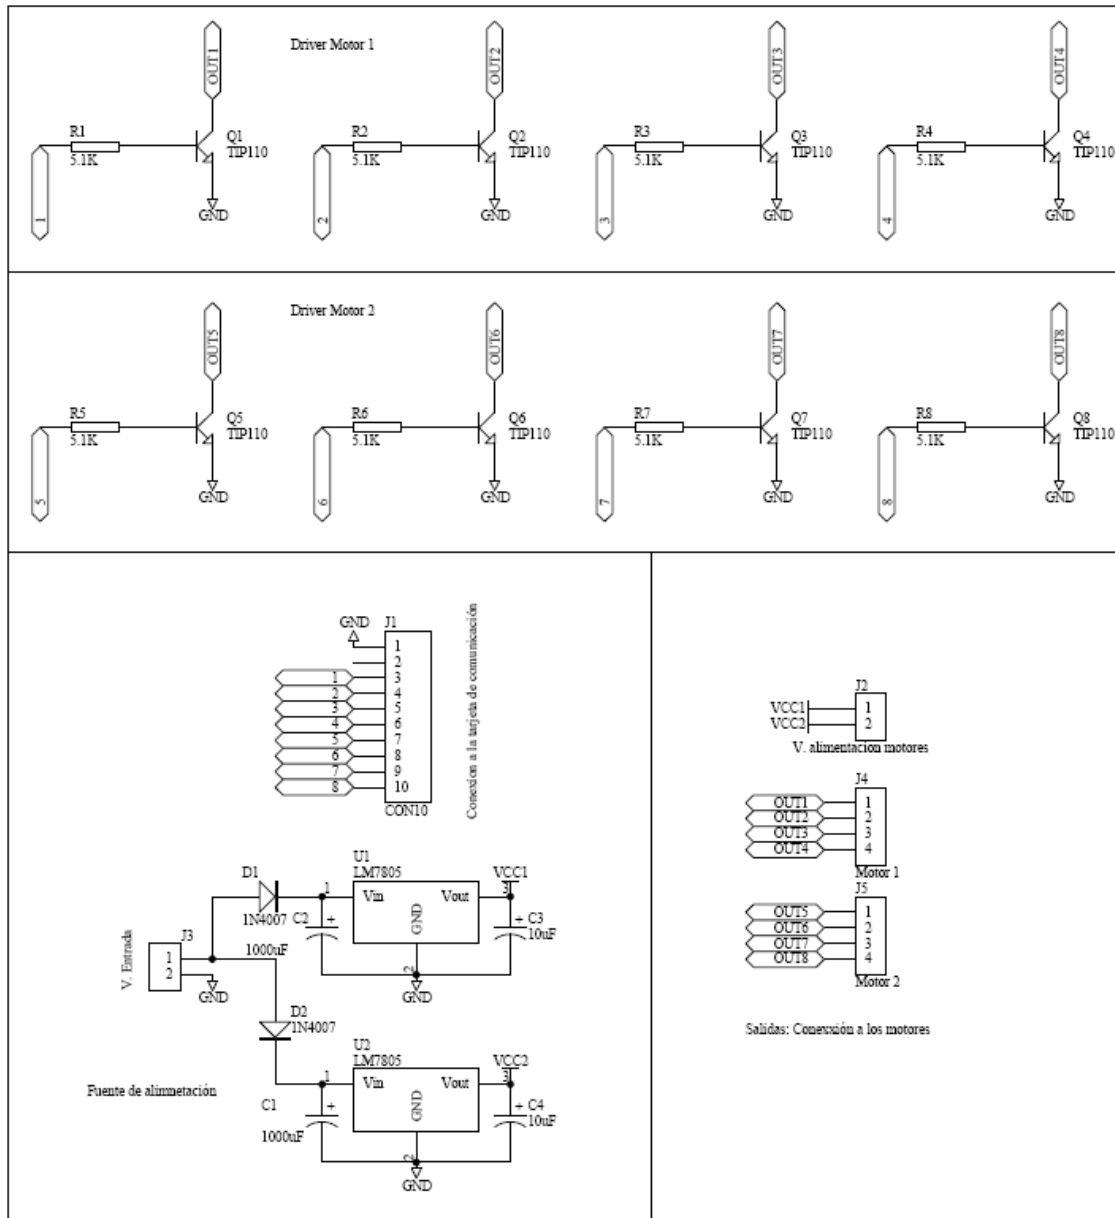 Driver Motor 1
OUT1
OUT2
OUT3
OUT4
R1
5.1K
Q1
TIP110
R2
5.1K
Q2
TIP110
R3
5.1K
Q3
TIP110
R4
5.1K
Q4
TIP110
1
GND
2
GND
3
GND
4
GND
Driver Motor 2
OUT5
OUT6
OUT7
OUT8
R5
5.1K
Q5
TIP110
R6
5.1K
Q6
TIP110
R7
5.1K
Q7
TIP110
R8
5.1K
Q8
TIP110
5
GND
6
GND
7
GND
8
GND
GND
J1
1
2
1 3
2 4
3 5
4 6
5 7
6 8
7 9
8 10
CON10
Conexion a la tarjeta de comunicación
D1
1N4007
U1
LM7805
1
Vin
Vout
GND
2
3
VCC1
C2
+
1000uF
+ C3
10uF
GND
V. Entrada
J3
1
2
GND
D2
1N4007
U2
LM7805
1
Vin
Vout
GND
2
3
VCC2
C1
+
1000uF
+ C4
10uF
GND
Fuente de alimnetación
J2
VCC1 1
VCC2 2
V. alimentacion motores
J4
OUT1 1
OUT2 2
OUT3 3
OUT4 4
Motor 1
J5
OUT5 1
OUT6 2
OUT7 3
OUT8 4
Motor 2
Salidas: Conexxión a los motores